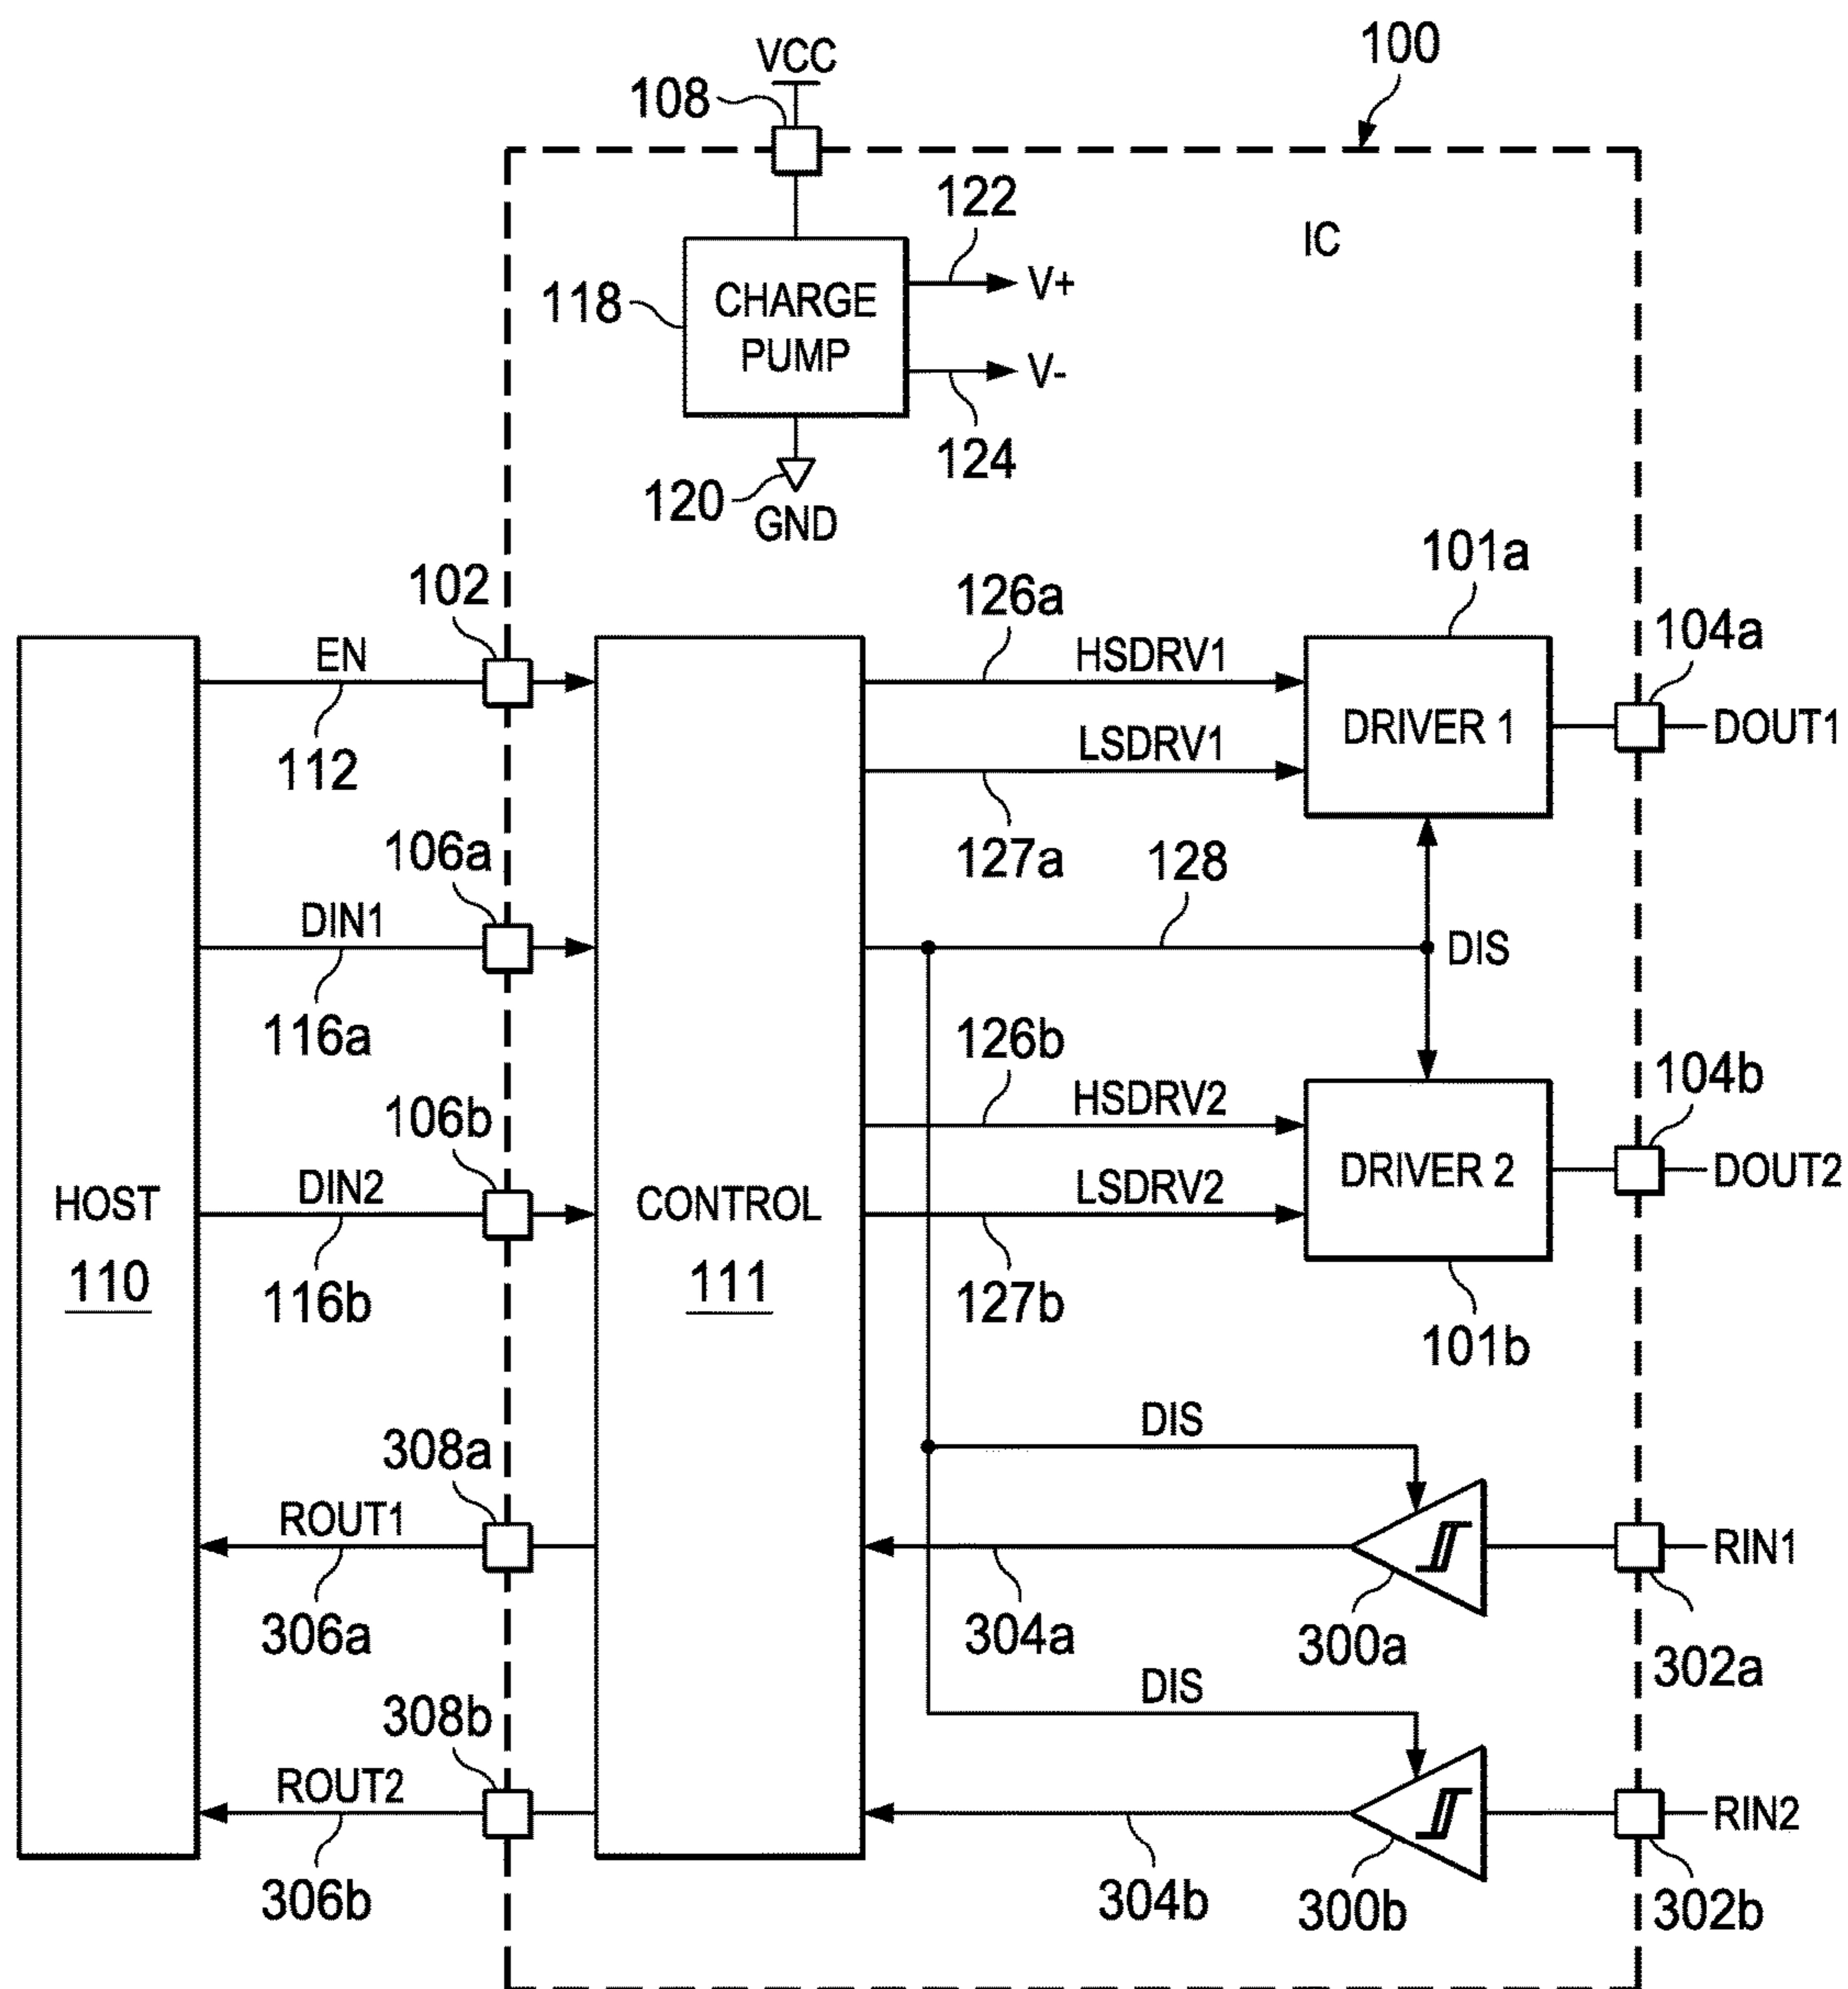 100
VCC
108
122
IC
CHARGE
PUMP
V+
118
V-
124
120
GND
101a
102
126a
104a
EN
HSDRV1
DRIVER 1
DOUT1
112
LSDRV1
106a
127a
128
DIN1
DIS
116a
126b
104b
106b
HSDRV2
DIN2
DRIVER 2
DOUT2
HOST
110
CONTROL
111
LSDRV2
116b
127b
101b
DIS
308a
ROUT1
RIN1
306a
304a
300a
302a
DIS
308b
ROUT2
RIN2
306b
304b
300b
302b